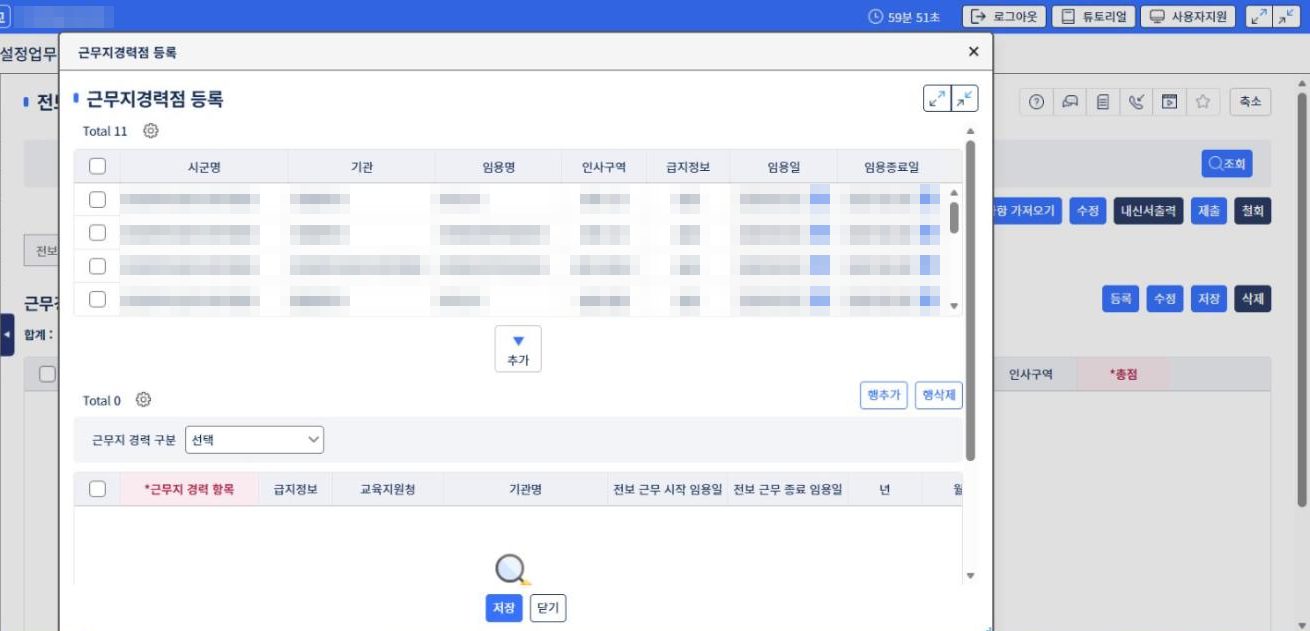 59분 51초 로그아웃 튜토리얼 사용자지원
설정업무
근무지경력점 등록
근무지경력점 등록
축소
Total 11
시군명 기관 임용명 인사구역 급지정보 임용일 임용종료일
조회
가져오기 수정 내신서출력 제출 철회
전보
등록 수정 저장 삭제
합계 :
추가
인사구역 *총점
Total 0 행추가 행삭제
근무지 경력 구분 선택
*근무지 경력 항목 급지정보 교육지원청 기관명 전보 근무 시작 임용일 전보 근무 종료 임용일 년 월
저장 닫기